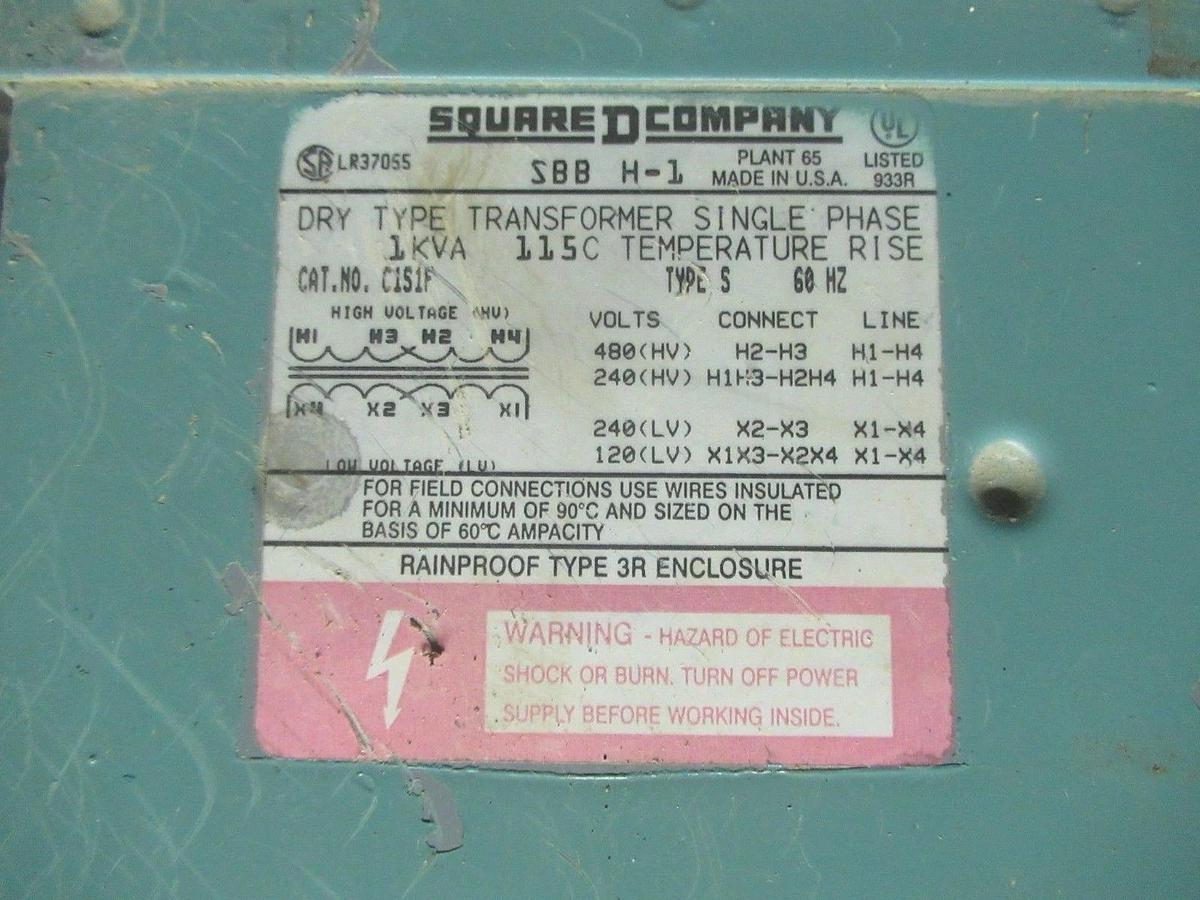 SQUARE D COMPANY
UL
SA LR37055
SBB H-1
PLANT 65
MADE IN U.S.A.
LISTED
933R
DRY TYPE TRANSFORMER SINGLE PHASE
1KVA 115C TEMPERATURE RISE
CAT.NO. C1S1F TYPE S 60 HZ
HIGH VOLTAGE (HV)
H1 H3 H2 H4
X4 X2 X3 X1
LOW VOLTAGE (LV)
VOLTS CONNECT LINE
480(HV) H2-H3 H1-H4
240(HV) H1H3-H2H4 H1-H4
240(LV) X2-X3 X1-X4
120(LV) X1X3-X2X4 X1-X4
FOR FIELD CONNECTIONS USE WIRES INSULATED
FOR A MINIMUM OF 90°C AND SIZED ON THE
BASIS OF 60°C AMPACITY
RAINPROOF TYPE 3R ENCLOSURE
WARNING - HAZARD OF ELECTRIC
SHOCK OR BURN. TURN OFF POWER
SUPPLY BEFORE WORKING INSIDE.